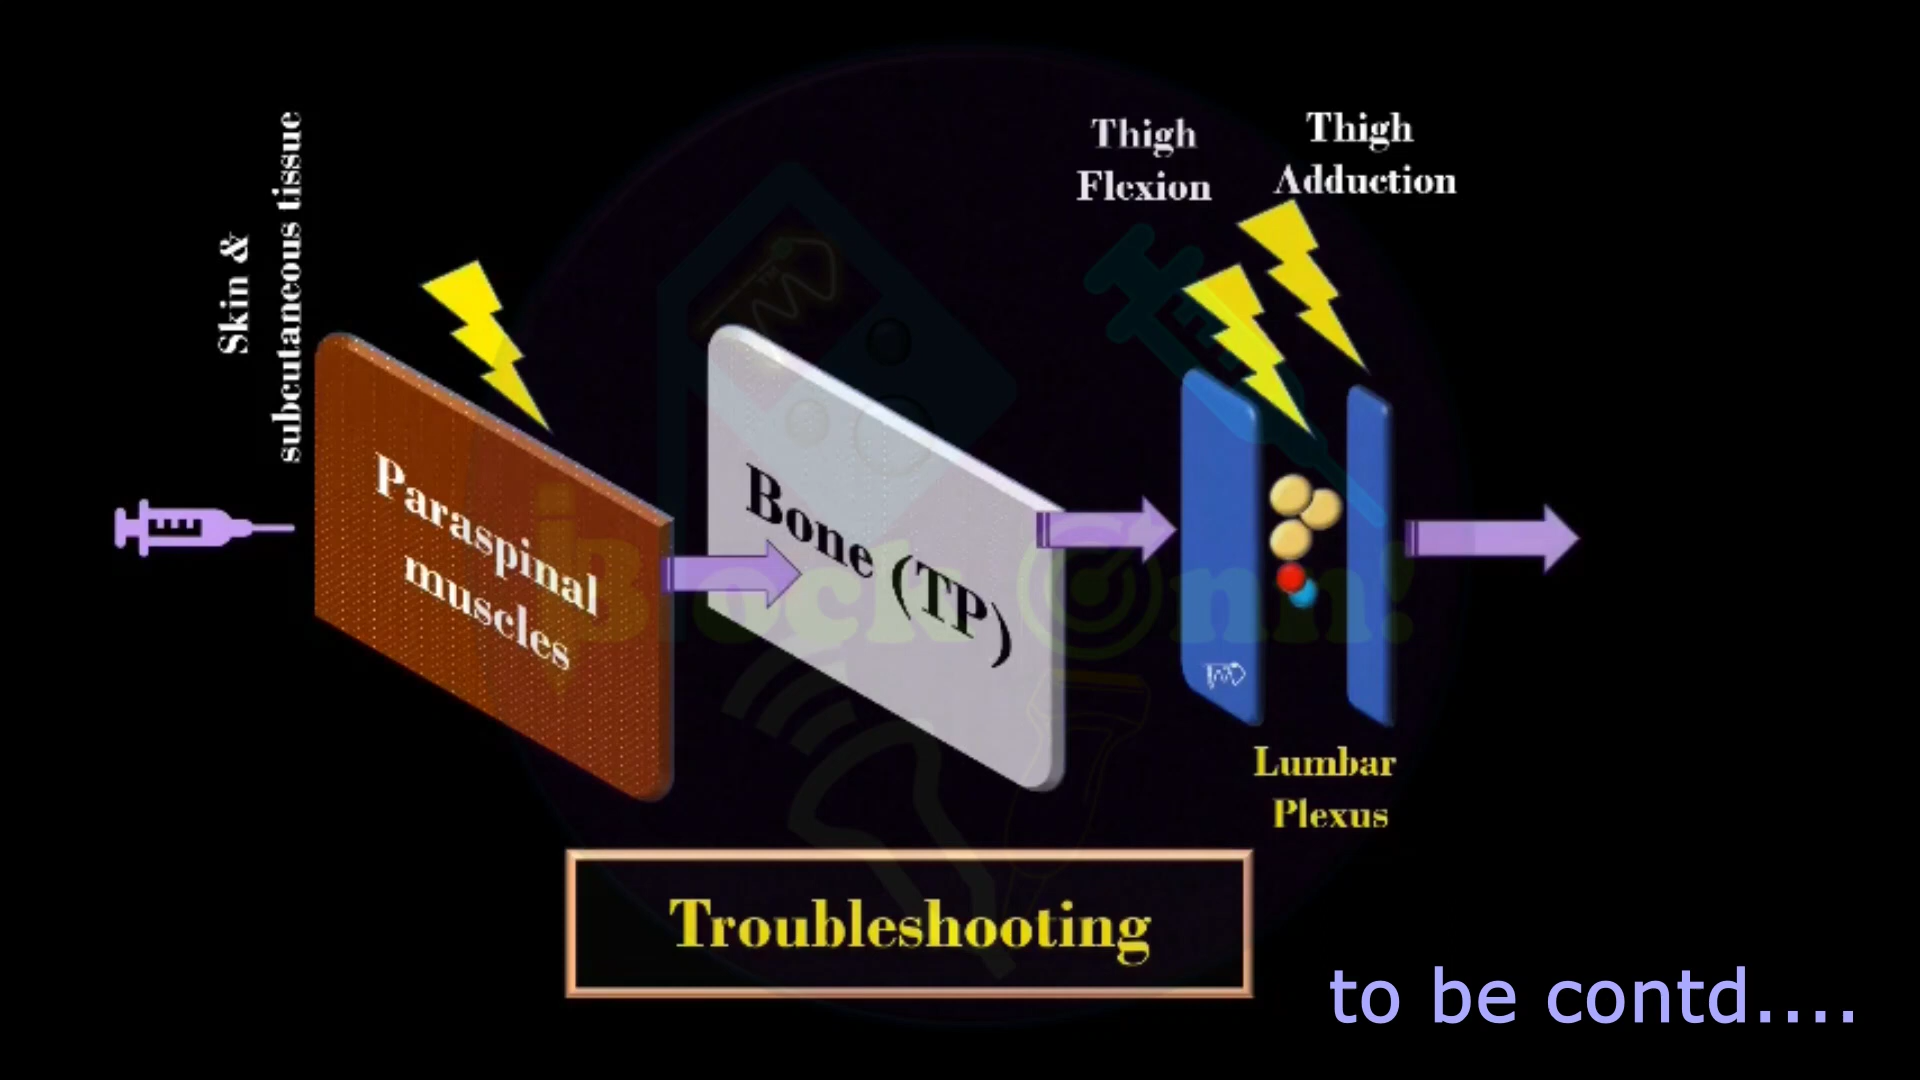 Skin &
subcutaneous tissue
Thigh
Flexion
Thigh
Adduction
Paraspinal
muscles
Bone (TP)
Lumbar
Plexus
Troubleshooting
to be contd....